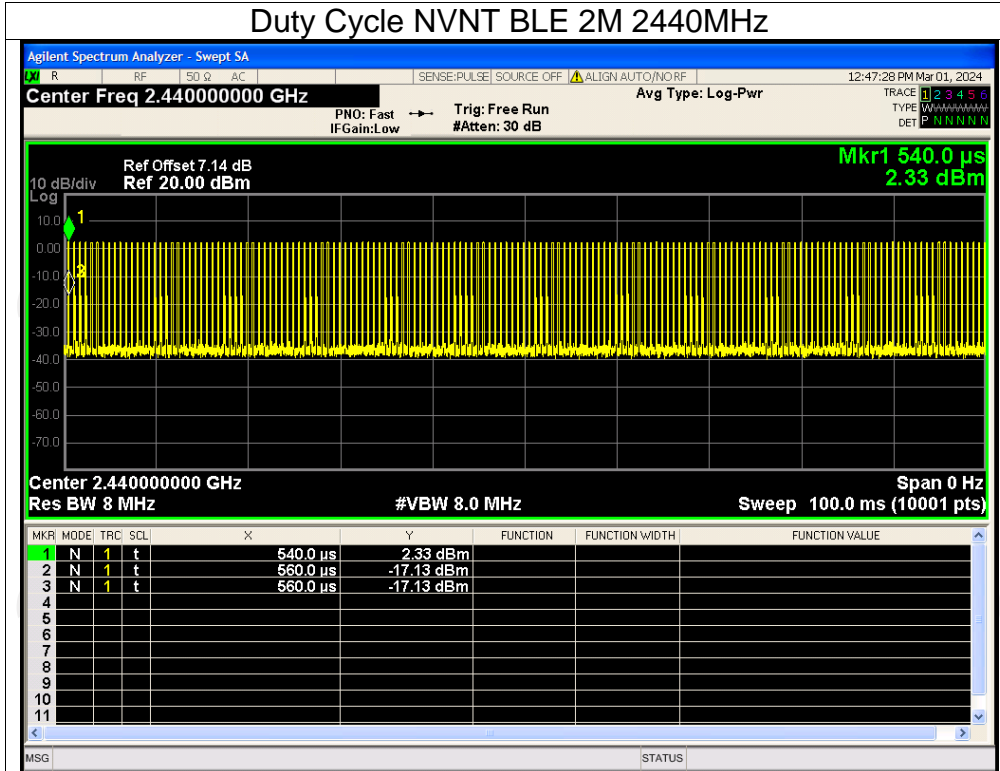 Duty Cycle NVNT BLE 2M 2440MHz
Agilent Spectrum Analyzer - Swept SA
LXI R RF 50 Ω AC SENSE:PULSE SOURCE OFF ALIGN AUTO/NO RF 12:47:28 PM Mar 01, 2024
Center Freq 2.440000000 GHz Avg Type: Log-Pwr TRACE 1 2 3 4 5 6
PNO: Fast Trig: Free Run TYPE WWWWWW
IFGain:Low #Atten: 30 dB DET P N N N N N
Mkr1 540.0 µs
Ref Offset 7.14 dB
10 dB/div Ref 20.00 dBm 2.33 dBm
Log
10.0
1
0.00
-10.0
3
-20.0
-30.0
-40.0
-50.0
-60.0
-70.0
Center 2.440000000 GHz Span 0 Hz
Res BW 8 MHz #VBW 8.0 MHz Sweep 100.0 ms (10001 pts)
MKR MODE TRC SCL X Y FUNCTION FUNCTION WIDTH FUNCTION VALUE
1 N 1 t 540.0 µs 2.33 dBm
2 N 1 t 560.0 µs -17.13 dBm
3 N 1 t 560.0 µs -17.13 dBm
4
5
6
7
8
9
10
11
MSG STATUS